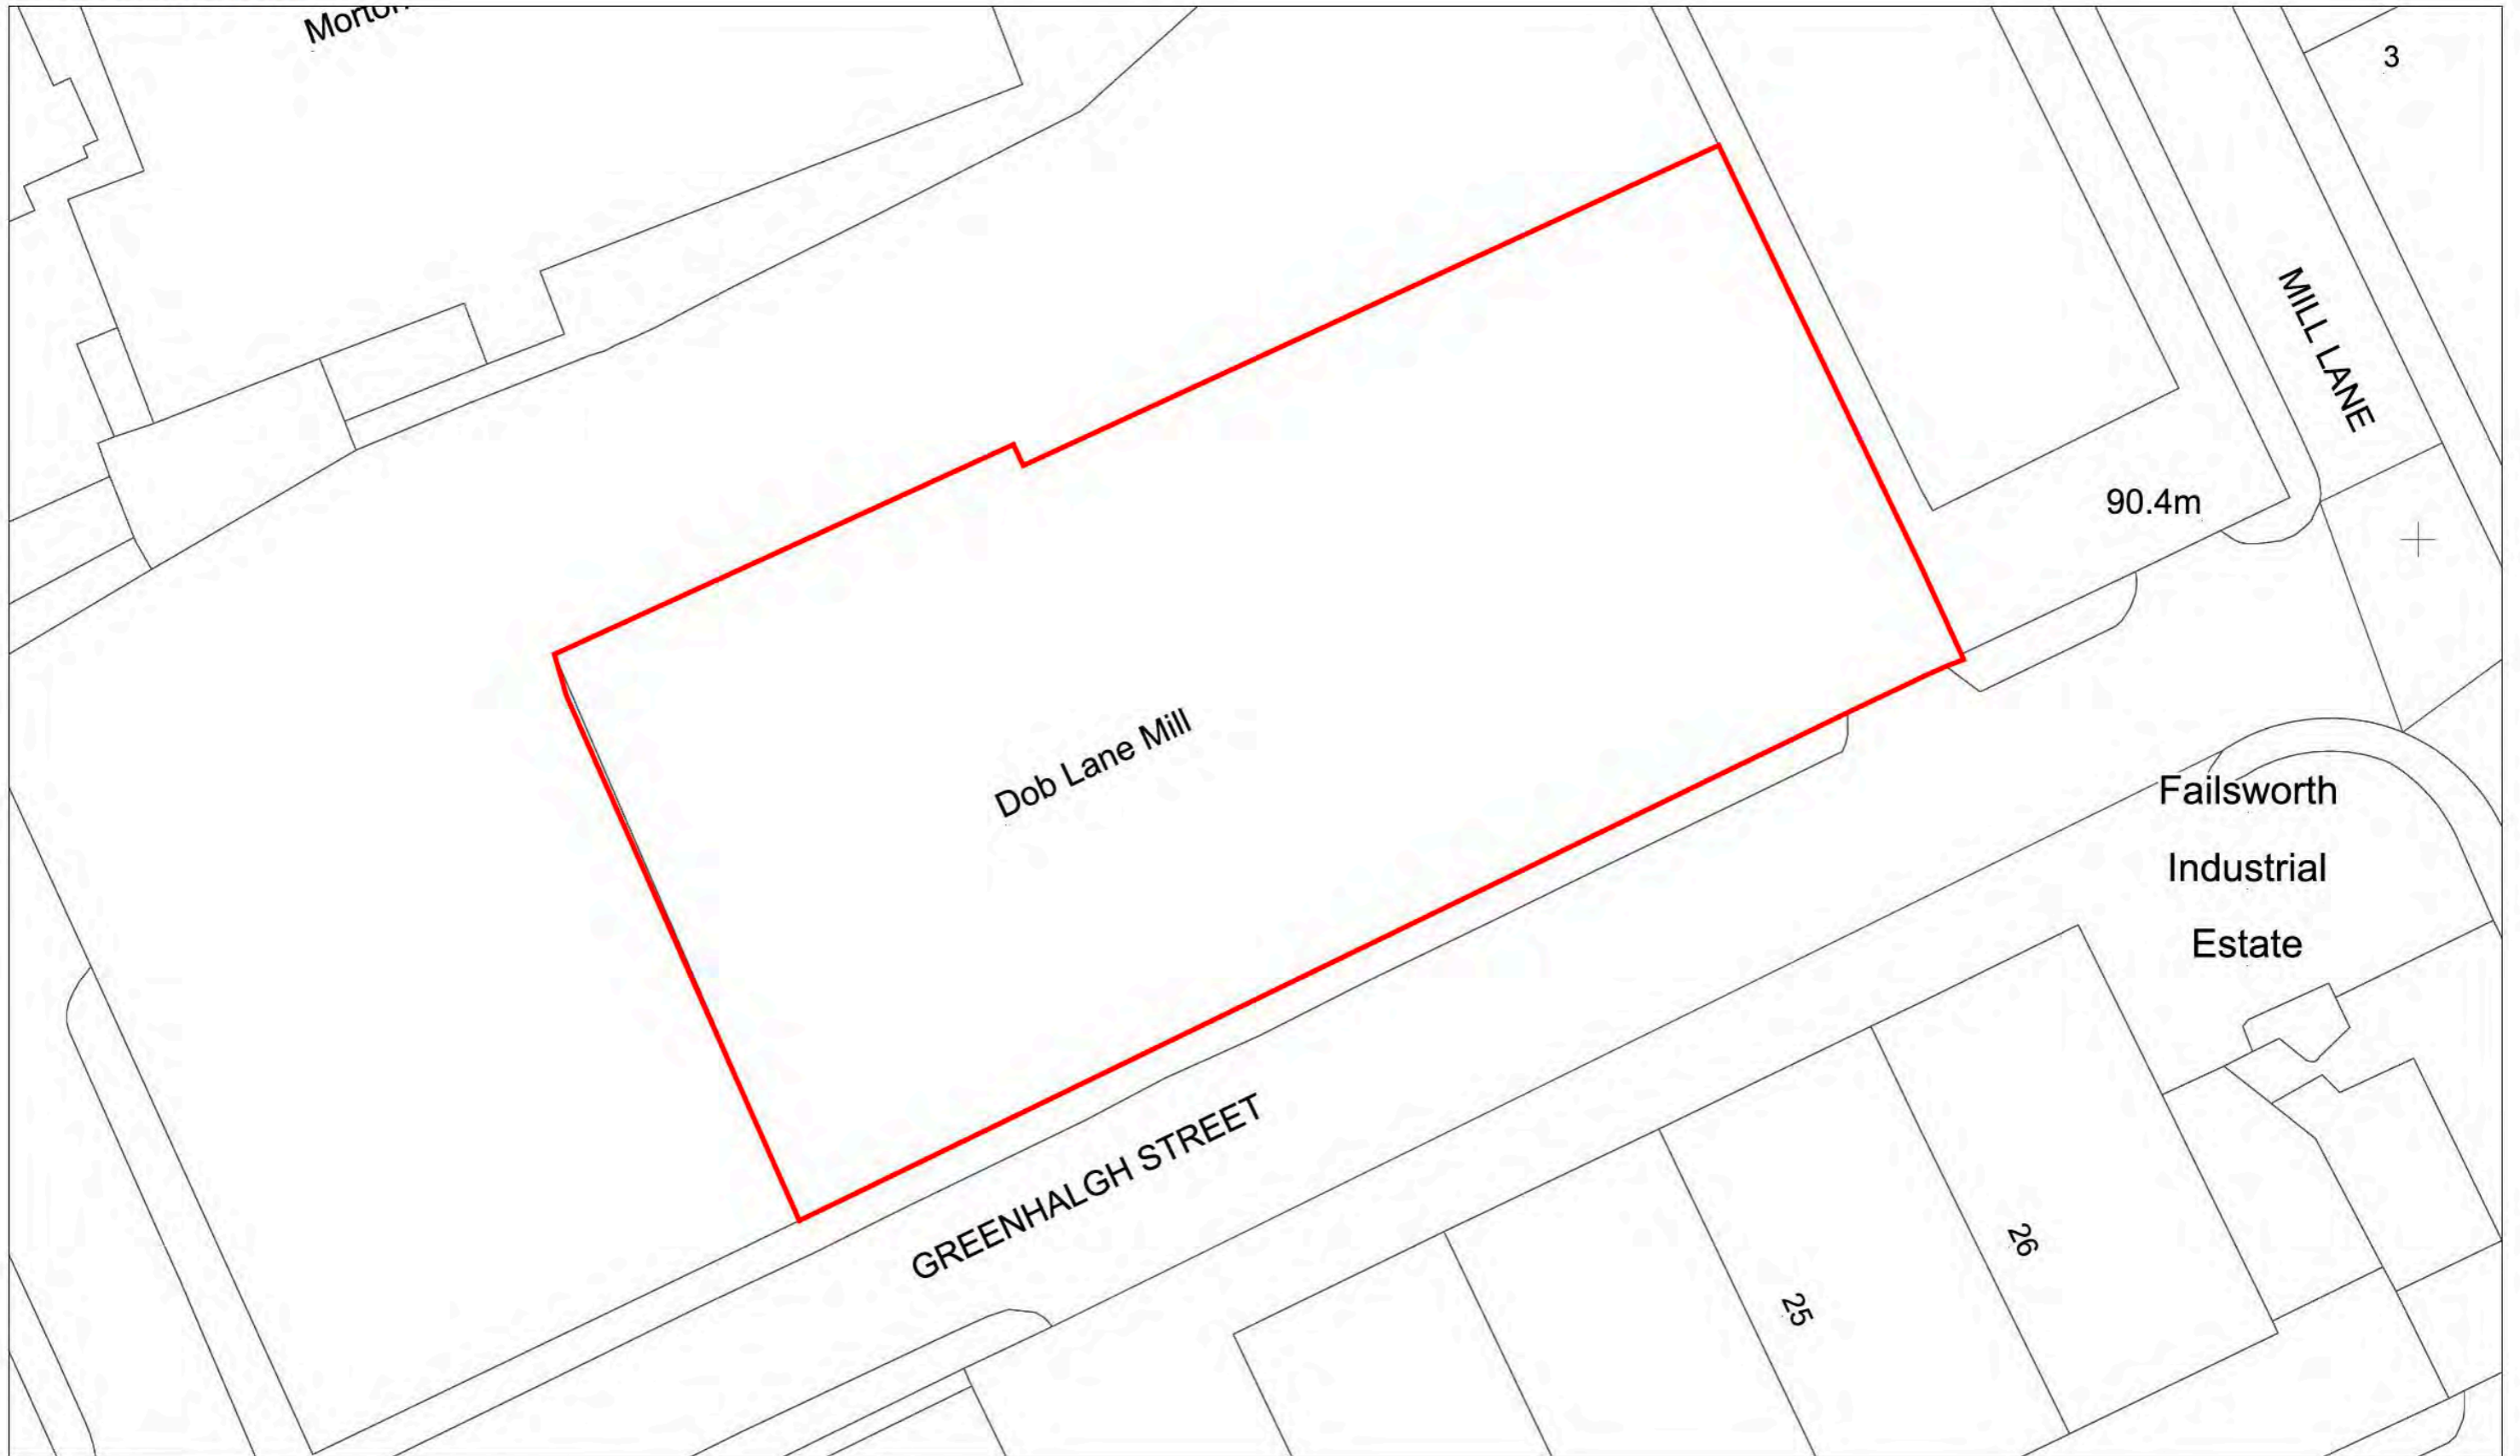 3
MILL LANE
90.4m
Dob Lane Mill
Failsworth
Industrial
Estate
GREENHALGH STREET
26
25